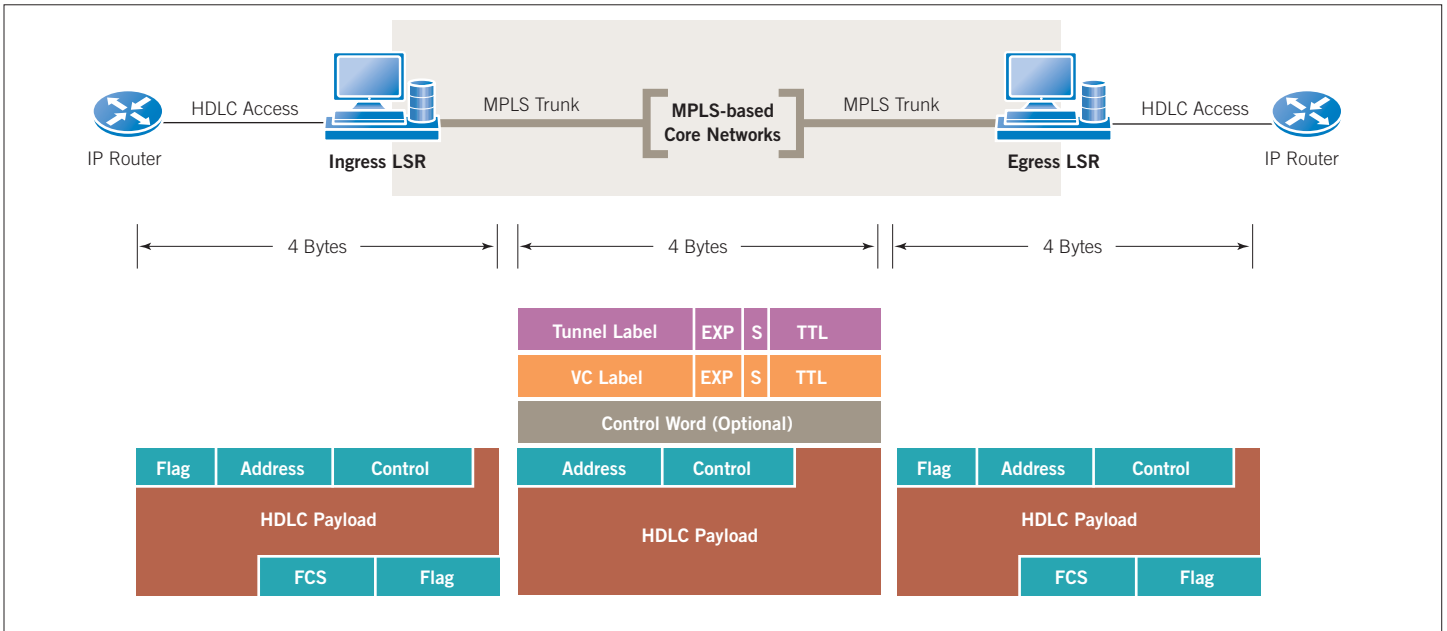 HDLC Access
MPLS Trunk
MPLS-based
Core Networks
MPLS Trunk
HDLC Access
IP Router
Ingress LSR
Egress LSR
IP Router
4 Bytes
4 Bytes
4 Bytes
Tunnel Label EXP S TTL
VC Label EXP S TTL
Control Word (Optional)
Flag Address Control
Address Control
Flag Address Control
HDLC Payload
HDLC Payload
HDLC Payload
FCS Flag
FCS Flag